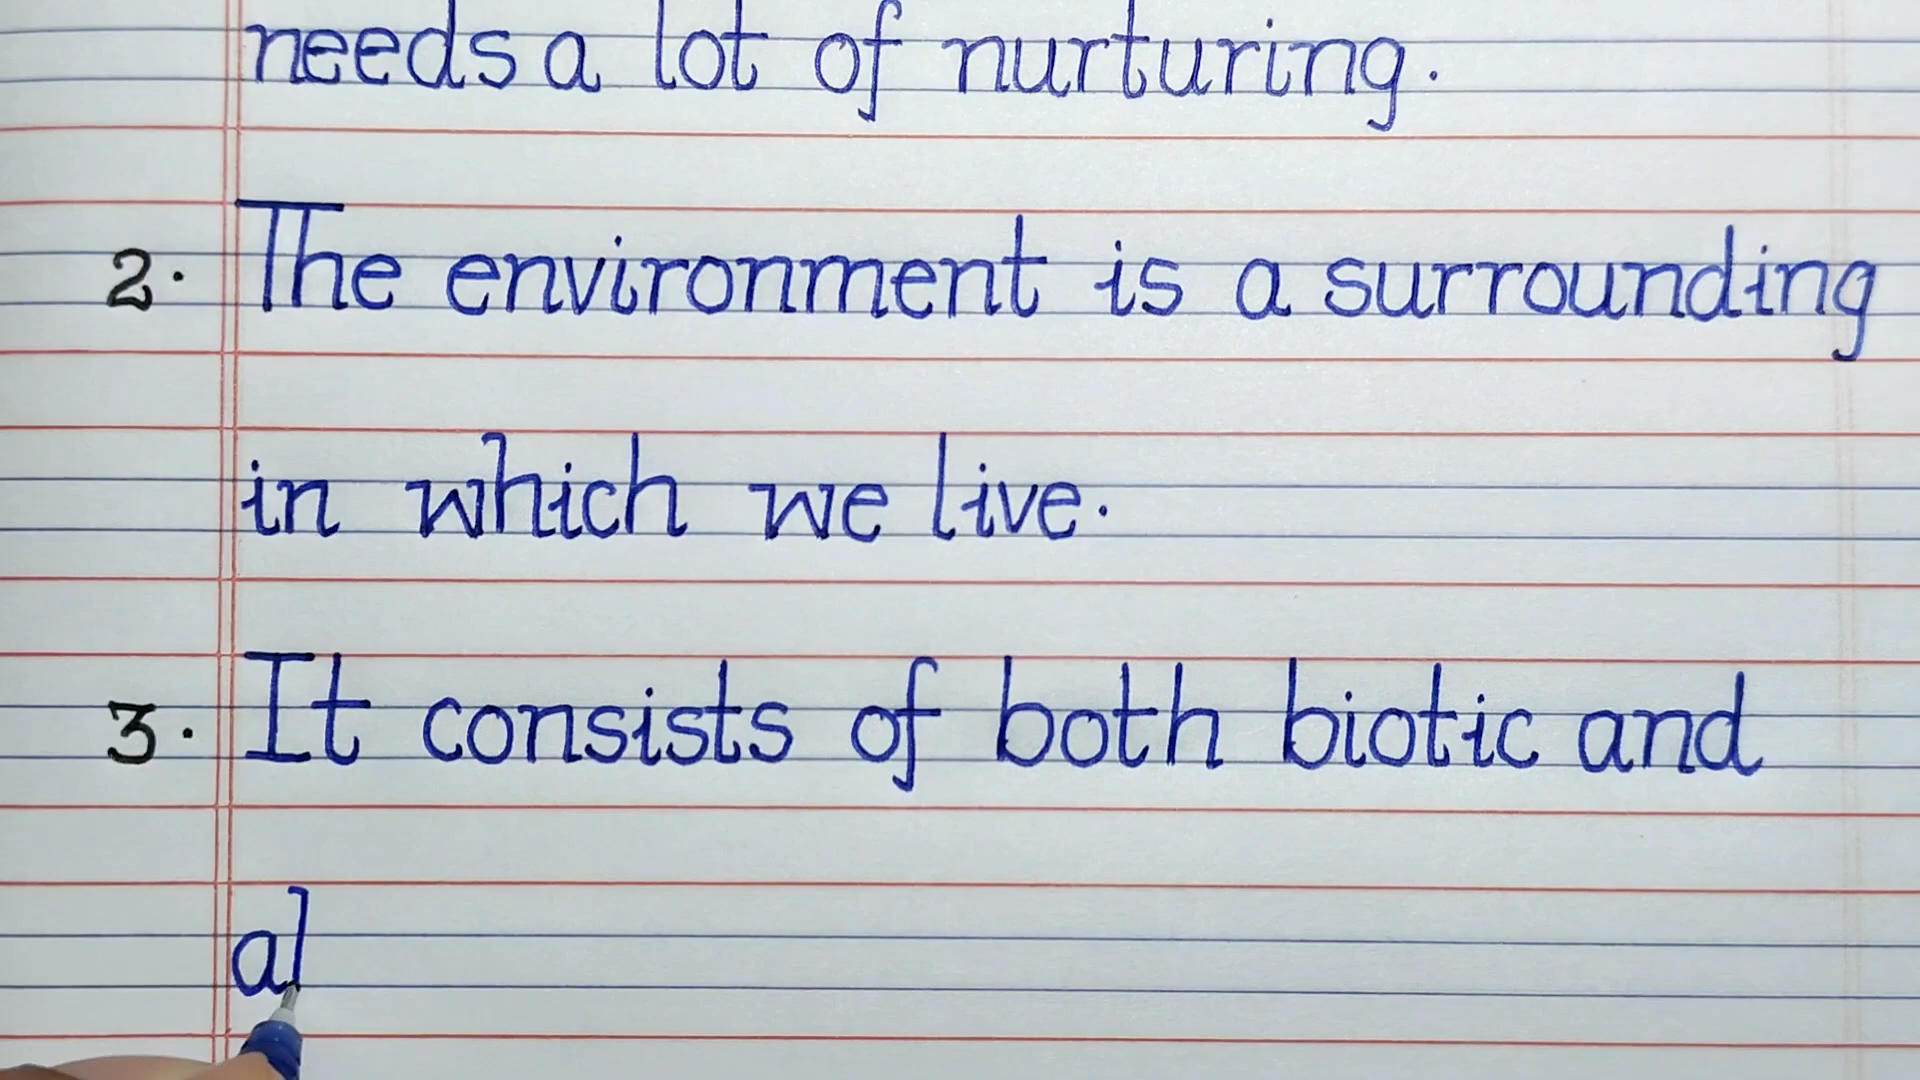 needs a lot of nurturing.
2. The environment is a surrounding
in which we live.
3. It consists of both biotic and
al